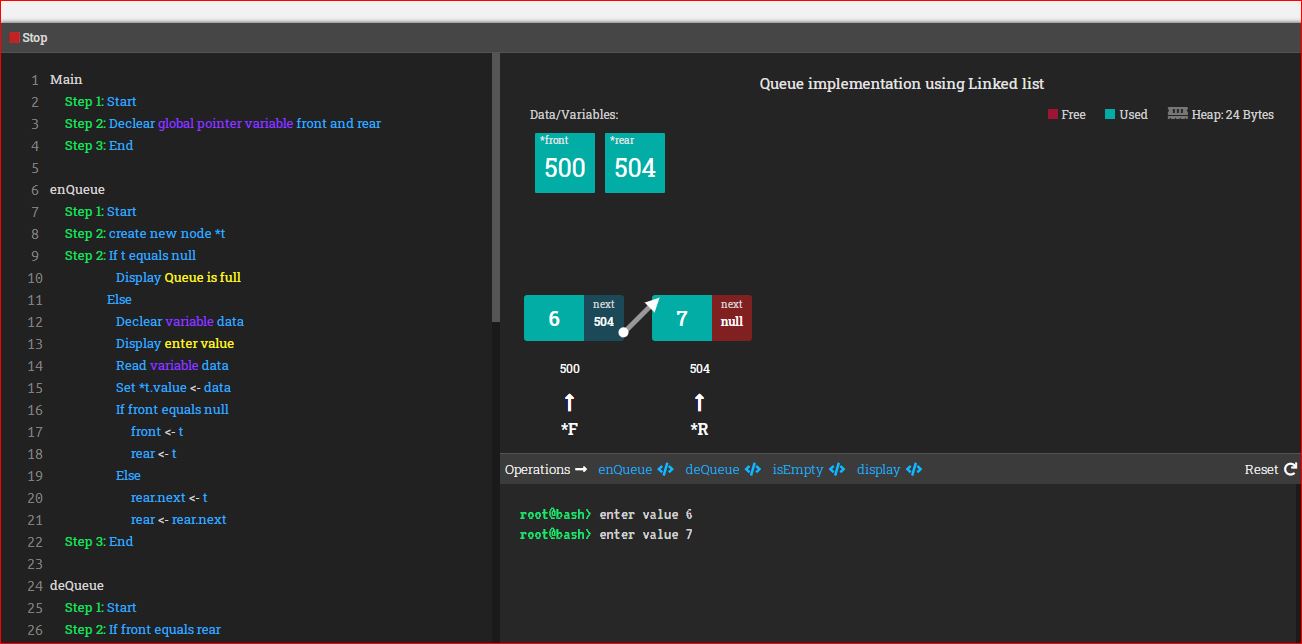 Stop
1 Main
2 Step 1: Start
3 Step 2: Declear global pointer variable front and rear
4 Step 3: End
5
6 enQueue
7 Step 1: Start
8 Step 2: create new node *t
9 Step 2: If t equals null
10 Display Queue is full
11 Else
12 Declear variable data
13 Display enter value
14 Read variable data
15 Set *t.value <- data
16 If front equals null
17 front <- t
18 rear <- t
19 Else
20 rear.next <- t
21 rear <- rear.next
22 Step 3: End
23
24 deQueue
25 Step 1: Start
26 Step 2: If front equals rear
Queue implementation using Linked list
Data/Variables:
Free Used Heap: 24 Bytes
*front *rear
500 504
next next
6 504 7 null
500 504
*F *R
Operations enQueue </> deQueue </> isEmpty </> display </> Reset
root@bash> enter value 6
root@bash> enter value 7